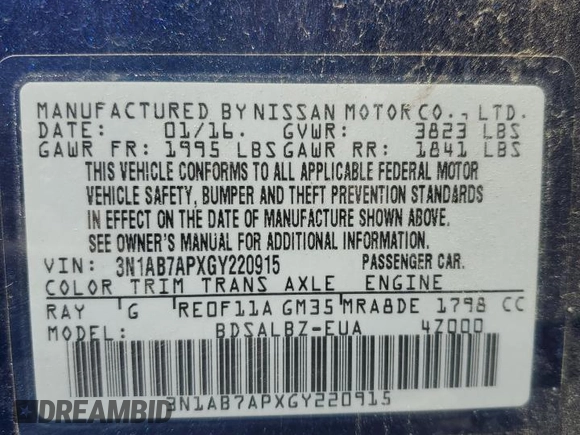 MANUFACTURED BY NISSAN MOTOR CO., LTD.
DATE: 01/16. GVWR: 3823 LBS
GAWR FR: 1995 LBS GAWR RR: 1841 LBS
THIS VEHICLE CONFORMS TO ALL APPLICABLE FEDERAL MOTOR
VEHICLE SAFETY, BUMPER AND THEFT PREVENTION STANDARDS
IN EFFECT ON THE DATE OF MANUFACTURE SHOWN ABOVE.
SEE OWNER'S MANUAL FOR ADDITIONAL INFORMATION.
VIN: 3N1AB7APXGY220915 PASSENGER CAR.
COLOR TRIM TRANS AXLE ENGINE
RAY G RE0F11A GM35 MRA8DE 1798 CC
MODEL: BDSALBZ-EUA 4Z000
3N1AB7APXGY220915
DREAMBID